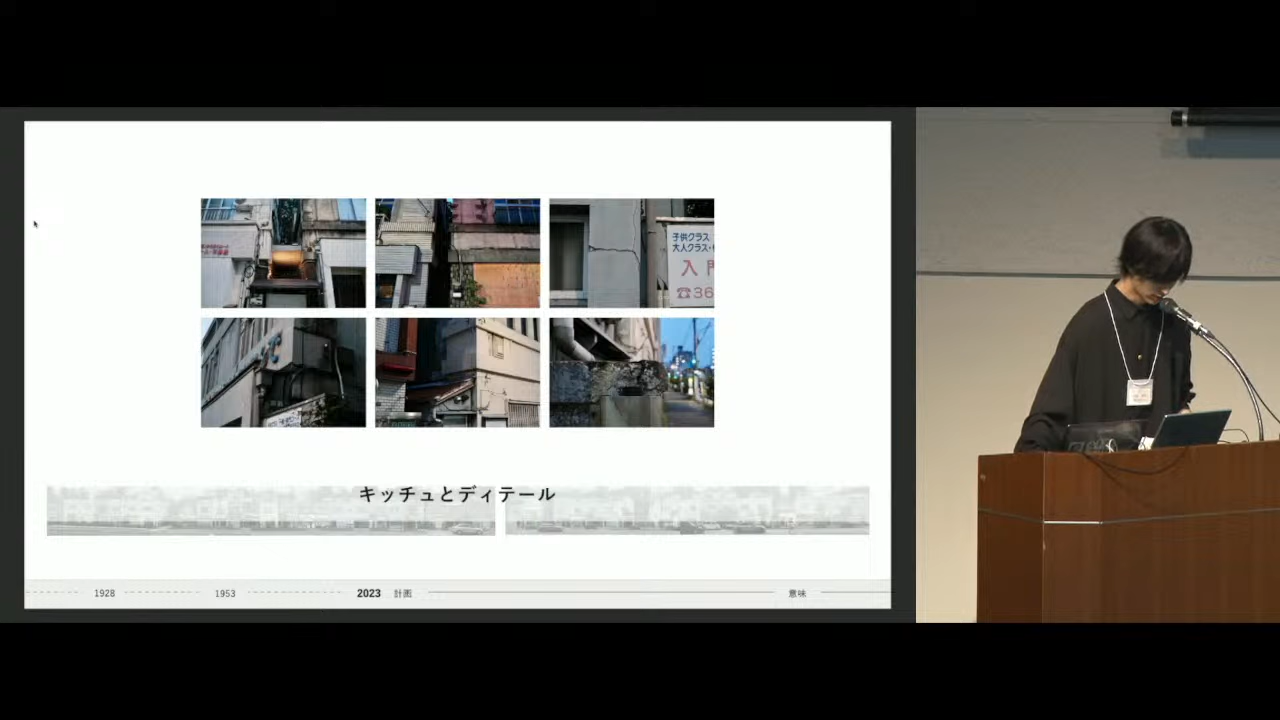 子供クラス
大人クラス・
入門
☎36
キッチュとディテール
1928
1953
2023 計画
意味